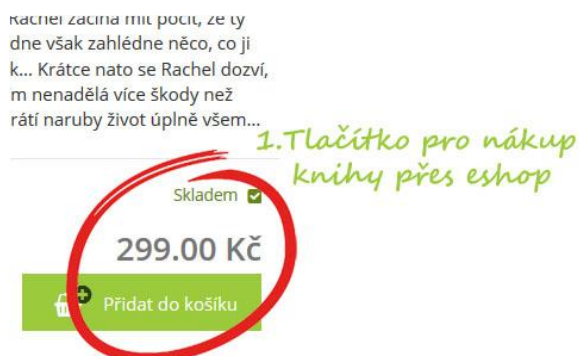 Rachel začíná mít pocit, že ty
dne však zahlédne něco, co jí
k... Krátce nato se Rachel dozví,
m nenadělá více škody než
rátí naruby život úplně všem...
1.Tlačítko pro nákup
knihy přes eshop
Skladem
299.00 Kč
Přidat do košíku